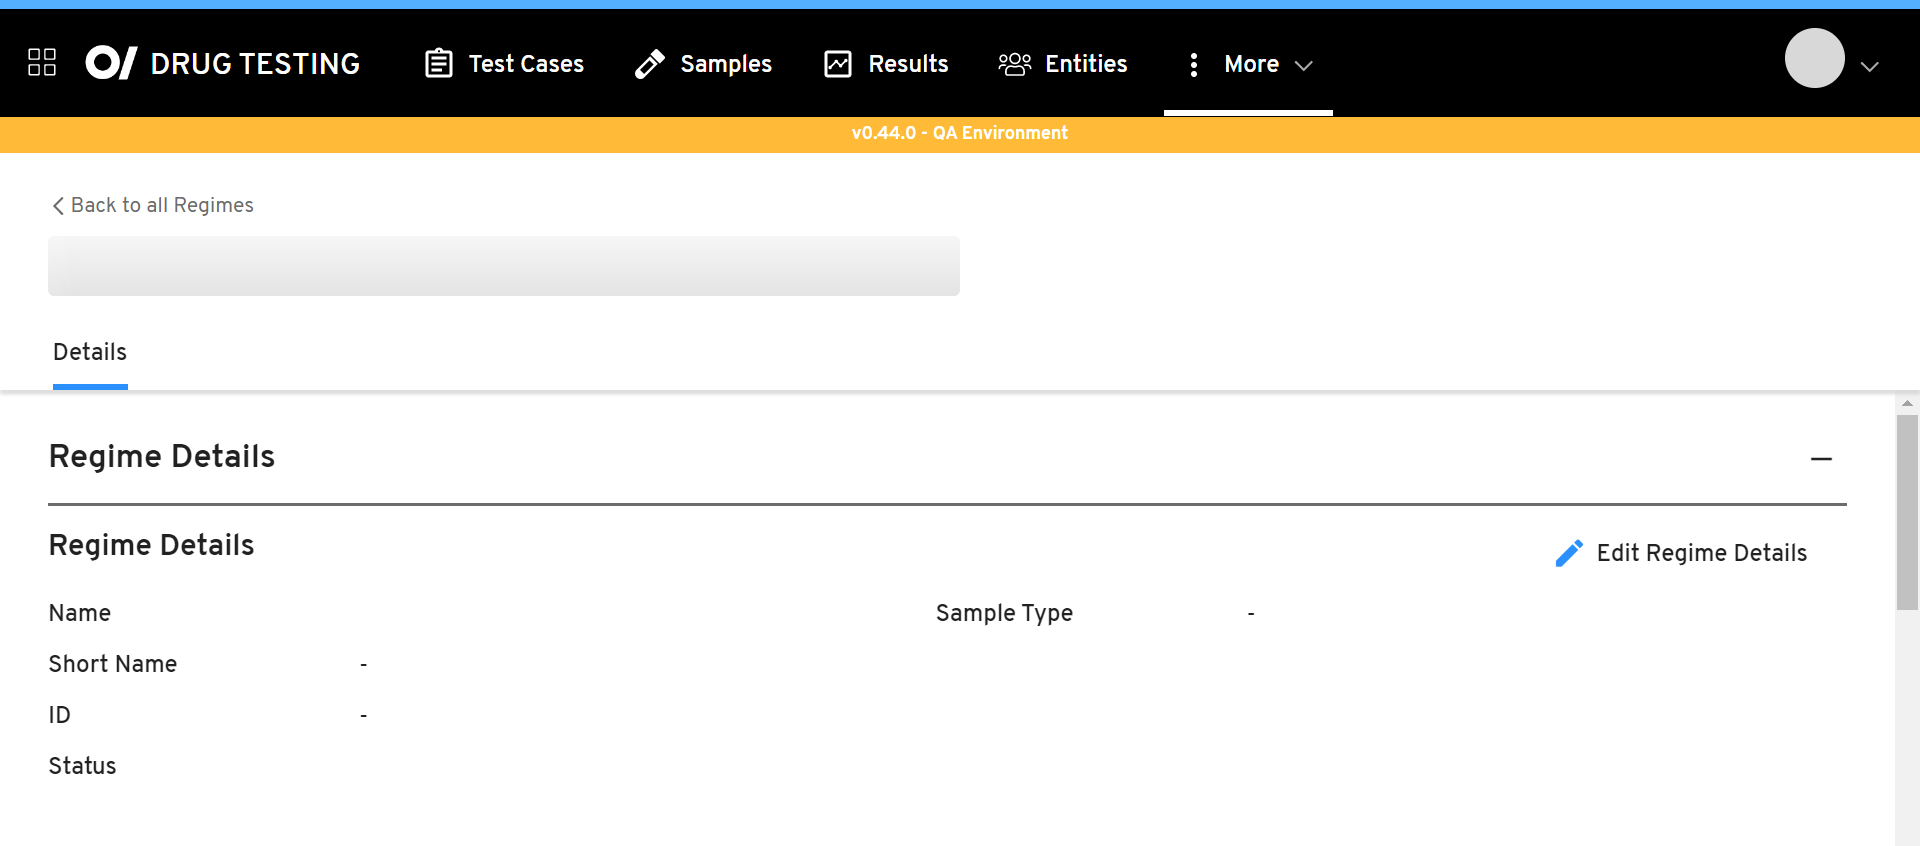 DRUG TESTING
Test Cases
Samples
Results
Entities
More
v0.44.0 - QA Environment
Back to all Regimes
Details
Regime Details
Regime Details
Edit Regime Details
Name
Sample Type -
Short Name -
ID -
Status